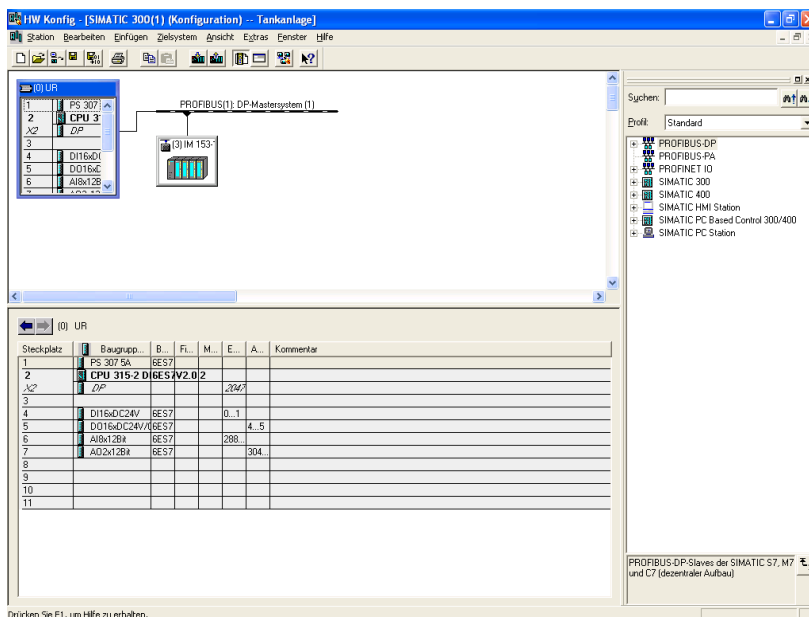 HW Konfig - [SIMATIC 300(1) (Konfiguration) -- Tankanlage]
Station Bearbeiten Einfügen Zielsystem Ansicht Extras Fenster Hilfe
(0) UR
1 PS 307
2 CPU 3
X2 DP
3
4 DI16xD
5 DO16xD
6 AI8x12B
7 AO2x12
PROFIBUS(1): DP-Mastersystem (1)
(3) IM 153-
Suchen:
Profil: Standard
PROFIBUS-DP
PROFIBUS-PA
PROFINET IO
SIMATIC 300
SIMATIC 400
SIMATIC HMI Station
SIMATIC PC Based Control 300/400
SIMATIC PC Station
(0) UR
Steckplatz Baugrupp... B... Fi... M... E... A... Kommentar
1 PS 307 5A 6ES7
2 CPU 315-2 D 6ES7 V2.0 2
X2 DP 2047
3
4 DI16xDC24V 6ES7 0...1
5 DO16xDC24V/ 6ES7 4...5
6 AI8x12Bit 6ES7 288...
7 AO2x12Bit 6ES7 304...
8
9
10
11
PROFIBUS-DP-Slaves der SIMATIC S7, M7
und C7 (dezentraler Aufbau)
Drücken Sie F1, um Hilfe zu erhalten.